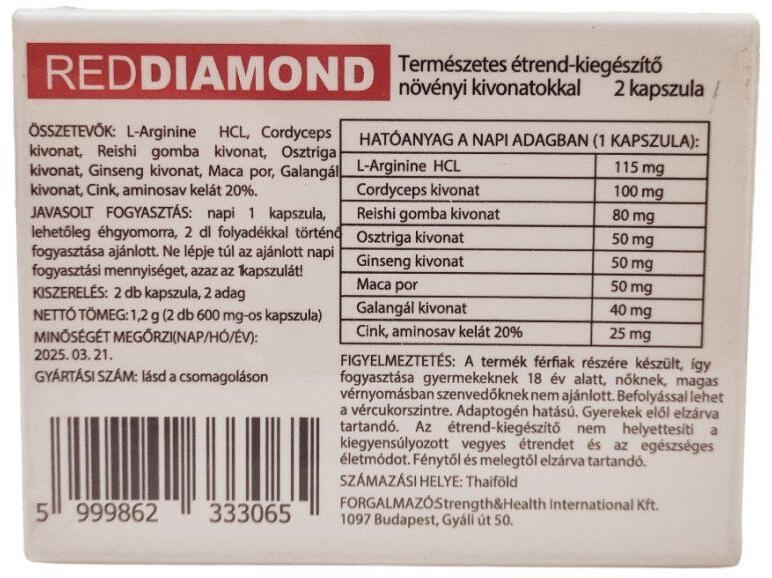 REDDIAMOND
Természetes étrend-kiegészítő
növényi kivonatokkal 2 kapszula
ÖSSZETEVŐK: L-Arginine HCL, Cordyceps
kivonat, Reishi gomba kivonat, Osztriga
kivonat, Ginseng kivonat, Maca por, Galangál
kivonat, Cink, aminosav kelát 20%.
JAVASOLT FOGYASZTÁS: napi 1 kapszula,
lehetőleg éhgyomorra, 2 dl folyadékkal történő
fogyasztása ajánlott. Ne lépje túl az ajánlott napi
fogyasztási mennyiséget, azaz az 1kapszulát!
KISZERELÉS: 2 db kapszula, 2 adag
NETTÓ TÖMEG: 1,2 g (2 db 600 mg-os kapszula)
MINŐSÉGÉT MEGŐRZI(NAP/HÓ/ÉV):
2025. 03. 21.
GYÁRTÁSI SZÁM: lásd a csomagoláson
5 999862 333065
HATÓANYAG A NAPI ADAGBAN (1 KAPSZULA):
L-Arginine HCL 115 mg
Cordyceps kivonat 100 mg
Reishi gomba kivonat 80 mg
Osztriga kivonat 50 mg
Ginseng kivonat 50 mg
Maca por 50 mg
Galangál kivonat 40 mg
Cink, aminosav kelát 20% 25 mg
FIGYELMEZTETÉS: A termék férfiak részére készült, így
fogyasztása gyermekeknek 18 év alatt, nőknek, magas
vérnyomásban szenvedőknek nem ajánlott. Befolyással lehet
a vércukorszintre. Adaptogén hatású. Gyerekek elől elzárva
tartandó. Az étrend-kiegészítő nem helyettesíti a
kiegyensúlyozott vegyes étrendet és az egészséges
életmódot. Fénytől és melegtől elzárva tartandó.
SZÁMAZÁSI HELYE: Thaiföld
FORGALMAZÓ:Strength&Health International Kft.
1097 Budapest, Gyáli út 50.